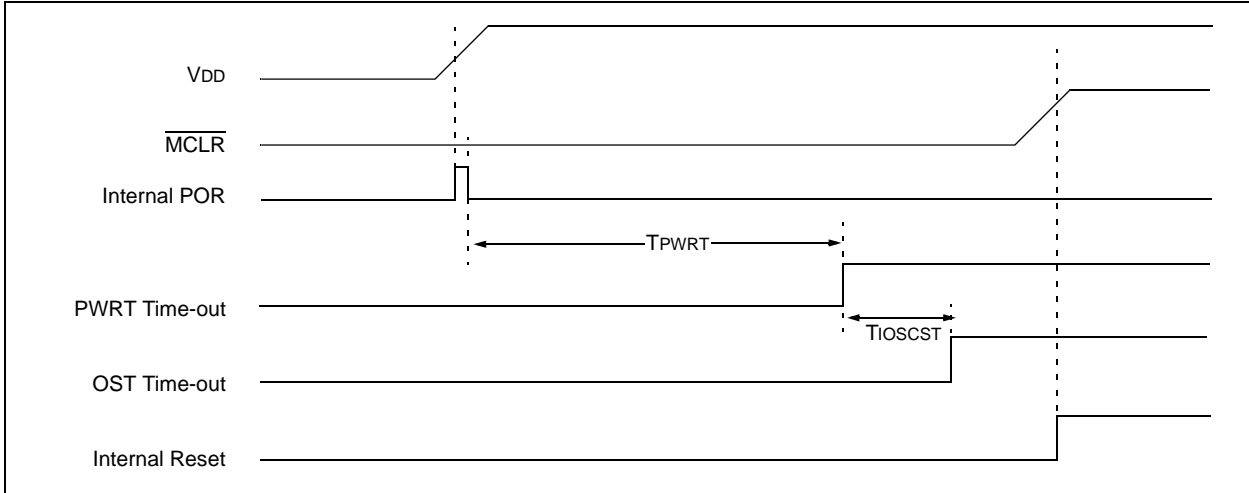 VDD
MCLR
Internal POR
TPWRT
PWRT Time-out
TIOSCST
OST Time-out
Internal Reset